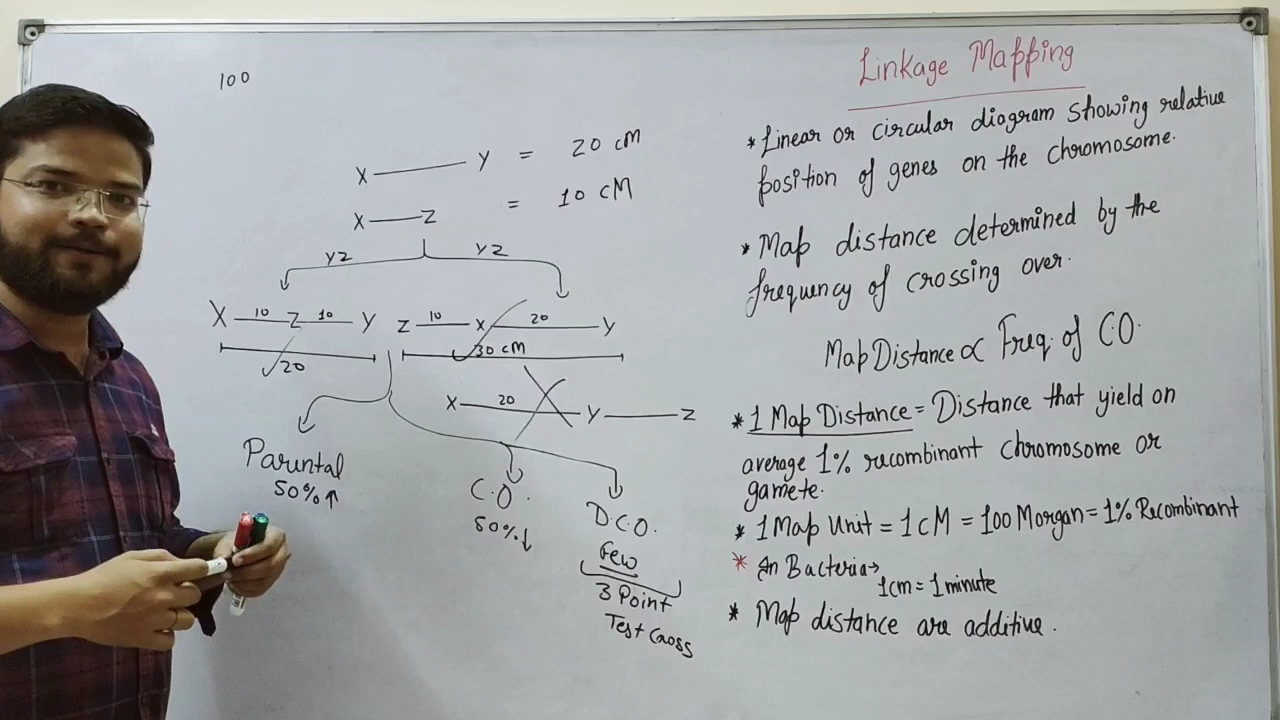 100
X — Y = 20 cM
X — Z = 10 cM
YZ YZ
X 10 Z 10 Y
20
Z 10 X 20 Y
30 cM
X 20 Y Z
Paruntal
50%↑
C.O.
50%↓
D.C.O.
Few
3 Point
Test Cross
Linkage Mapping
* Linear or circular diagram showing relative
position of genes on the chromosome.
* Map distance determined by the
frequency of crossing over.
Map Distance ∝ Freq. of CO.
* 1 Map Distance = Distance that yield on
average 1% recombinant chromosome or
gamete.
* 1 Map Unit = 1 cM = 100 Morgan = 1% Recombinant
* In Bacteria →
1cm = 1 minute
* Map distance are additive.